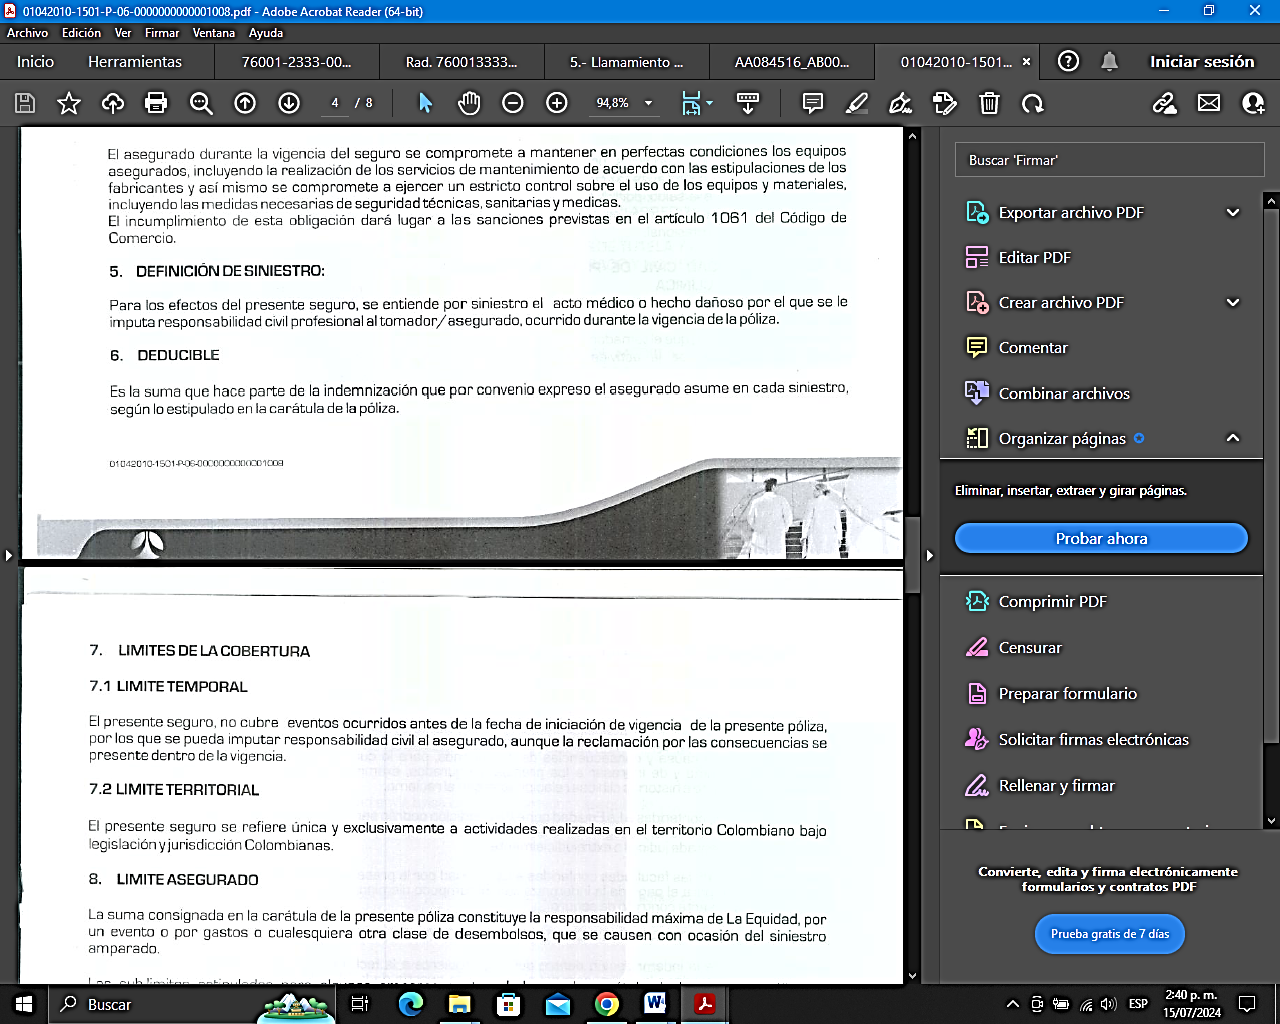 01042010-1501-P-06-0000000000001008.pdf - Adobe Acrobat Reader (64-bit)
Archivo Edición Ver Firmar Ventana Ayuda
Inicio Herramientas 76001-2333-00... Rad. 760013333... 5.- Llamamiento ... AA084516_AB00... 01042010-1501... × Iniciar sesión
4 / 8 94,8%
El asegurado durante la vigencia del seguro se compromete a mantener en perfectas condiciones los equipos
asegurados, incluyendo la realización de los servicios de mantenimiento de acuerdo con las estipulaciones de los
fabricantes y así mismo se compromete a ejercer un estricto control sobre el uso de los equipos y materiales,
incluyendo las medidas necesarias de seguridad técnicas, sanitarias y medicas.
El incumplimiento de esta obligación dará lugar a las sanciones previstas en el artículo 1061 del Código de
Comercio.
5. DEFINICIÓN DE SINIESTRO:
Para los efectos del presente seguro, se entiende por siniestro el acto médico o hecho dañoso por el que se le
imputa responsabilidad civil profesional al tomador/asegurado, ocurrido durante la vigencia de la póliza.
6. DEDUCIBLE
Es la suma que hace parte de la indemnización que por convenio expreso el asegurado asume en cada siniestro,
según lo estipulado en la carátula de la póliza.
01042010-1501-P-06-0000000000001008
7. LIMITES DE LA COBERTURA
7.1 LIMITE TEMPORAL
El presente seguro, no cubre eventos ocurridos antes de la fecha de iniciación de vigencia de la presente póliza,
por los que se pueda imputar responsabilidad civil al asegurado, aunque la reclamación por las consecuencias se
presente dentro de la vigencia.
7.2 LIMITE TERRITORIAL
El presente seguro se refiere única y exclusivamente a actividades realizadas en el territorio Colombiano bajo
legislación y jurisdicción Colombianas.
8. LIMITE ASEGURADO
La suma consignada en la carátula de la presente póliza constituye la responsabilidad máxima de La Equidad, por
un evento o por gastos o cualesquiera otra clase de desembolsos, que se causen con ocasión del siniestro
amparado.
Buscar 'Firmar'
Exportar archivo PDF
Editar PDF
Crear archivo PDF
Comentar
Combinar archivos
Organizar páginas
Eliminar, insertar, extraer y girar páginas.
Probar ahora
Comprimir PDF
Censurar
Preparar formulario
Solicitar firmas electrónicas
Rellenar y firmar
Convierte, edita y firma electrónicamente
formularios y contratos PDF
Prueba gratis de 7 días
Buscar
ESP
2:40 p. m.
15/07/2024